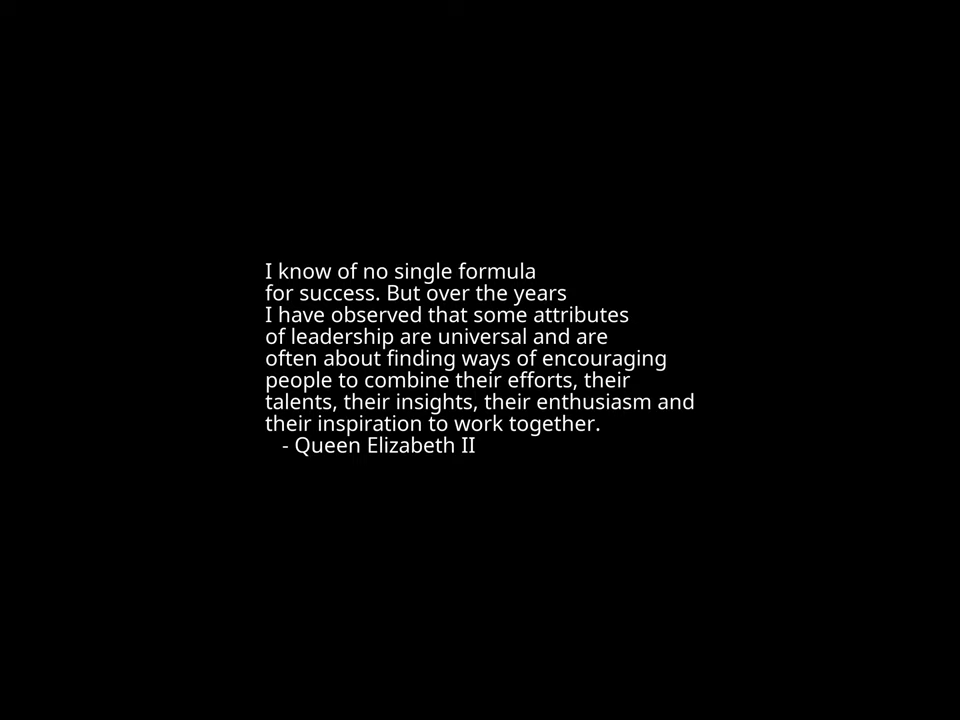 I know of no single formula
for success. But over the years
I have observed that some attributes
of leadership are universal and are
often about finding ways of encouraging
people to combine their efforts, their
talents, their insights, their enthusiasm and
their inspiration to work together.
- Queen Elizabeth II